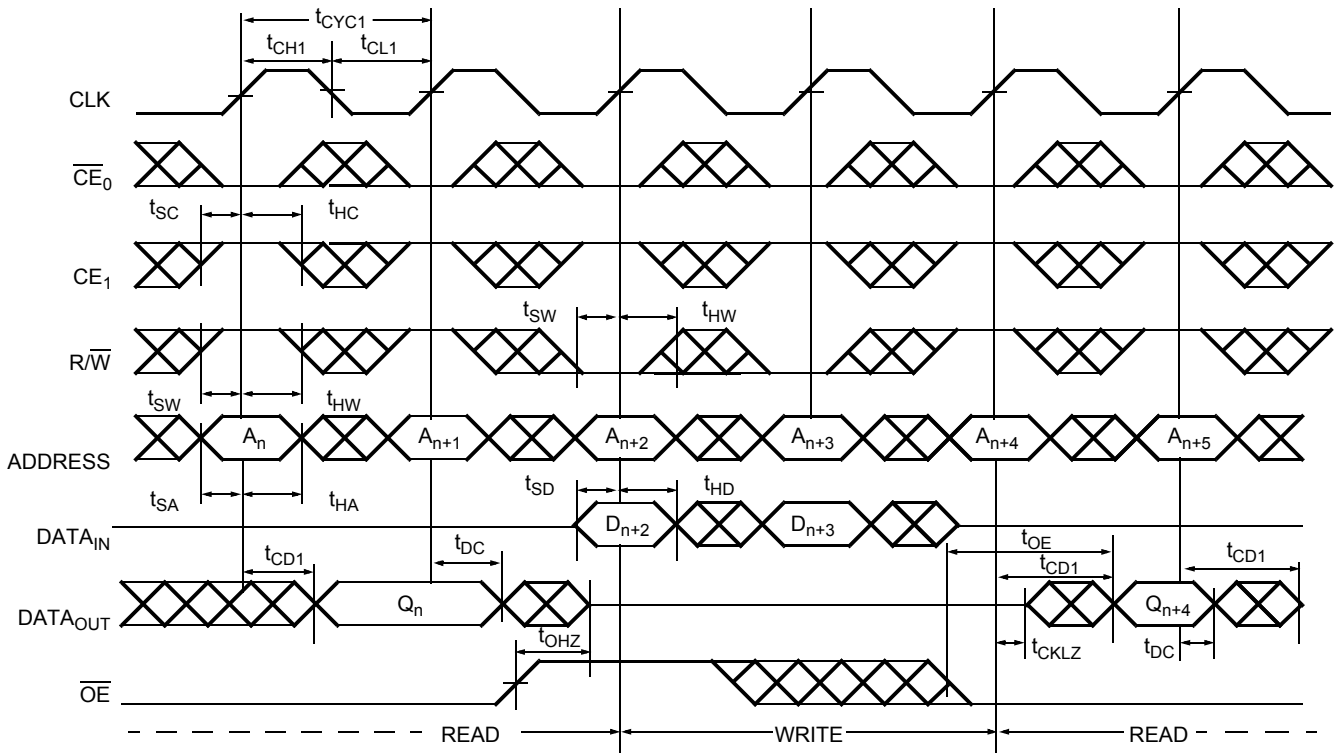 tCYC1
tCH1 tCL1
CLK
CE0
tSC tHC
CE1
tSW tHW
R/W
tSW tHW
An An+1 An+2 An+3 An+4 An+5
ADDRESS
tSA tHA tSD tHD
Dn+2 Dn+3
DATAIN
tOE
tCD1 tDC tCD1 tCD1
Qn Qn+4
DATAOUT
tOHZ tCKLZ tDC
OE
READ WRITE READ